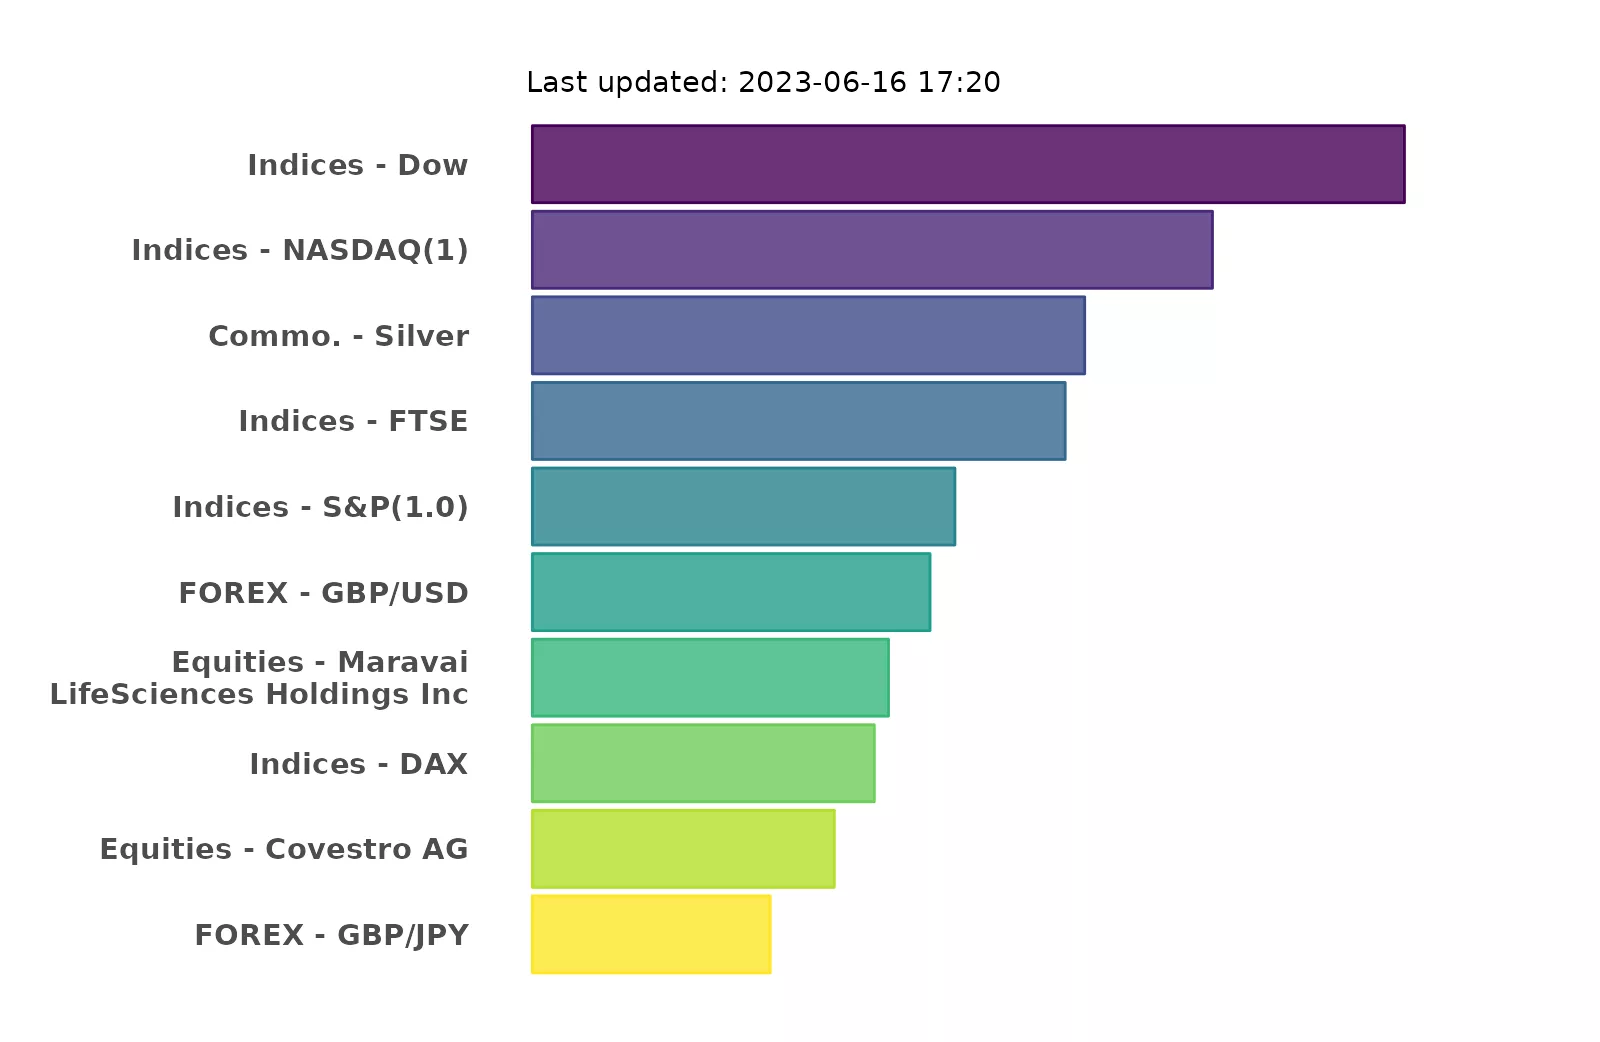 Last updated: 2023-06-16 17:20
Indices - Dow
Indices - NASDAQ(1)
Commo. - Silver
Indices - FTSE
Indices - S&P(1.0)
FOREX - GBP/USD
Equities - Maravai
LifeSciences Holdings Inc
Indices - DAX
Equities - Covestro AG
FOREX - GBP/JPY